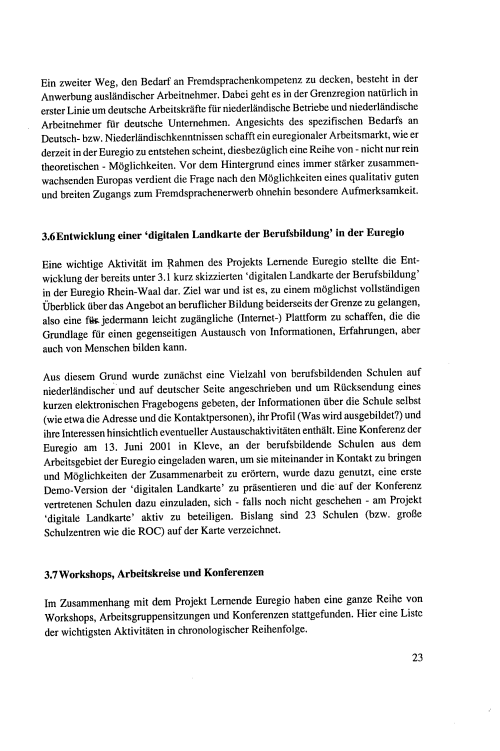 Ein zweiter Weg, den Bedarf an Fremdsprachenkompetenz zu decken, besteht in der
Anwerbung ausländischer Arbeitnehmer. Dabei geht es in der Grenzregion natürlich in
erster Linie um deutsche Arbeitskräfte für niederländische Betriebe und niederländische
Arbeitnehmer für deutsche Unternehmen. Angesichts des spezifischen Bedarfs an
Deutsch- bzw. Niederländischkenntnissen schafft ein euregionaler Arbeitsmarkt, wie er
derzeit in der Euregio zu entstehen scheint, diesbezüglich eine Reihe von - nicht nur rein
theoretischen - Möglichkeiten. Vor dem Hintergrund eines immer stärker zusammen-
wachsenden Europas verdient die Frage nach den Möglichkeiten eines qualitativ guten
und breiten Zugangs zum Fremdsprachenerwerb ohnehin besondere Aufmerksamkeit.
3.6 Entwicklung einer ‘digitalen Landkarte der Berufsbildung’ in der Euregio
Eine wichtige Aktivität im Rahmen des Projekts Lernende Euregio stellte die Ent-
wicklung der bereits unter 3.1 kurz skizzierten ‘digitalen Landkarte der Berufsbildung’
in der Euregio Rhein-Waal dar. Ziel war und ist es, zu einem möglichst vollständigen
Überblick über das Angebot an beruflicher Bildung beiderseits der Grenze zu gelangen,
also eine für jedermann leicht zugängliche (Internet-) Plattform zu schaffen, die die
Grundlage für einen gegenseitigen Austausch von Informationen, Erfahrungen, aber
auch von Menschen bilden kann.
Aus diesem Grund wurde zunächst eine Vielzahl von berufsbildenden Schulen auf
niederländischer und auf deutscher Seite angeschrieben und um Rücksendung eines
kurzen elektronischen Fragebogens gebeten, der Informationen über die Schule selbst
(wie etwa die Adresse und die Kontaktpersonen), ihr Profil (Was wird ausgebildet?) und
ihre Interessen hinsichtlich eventueller Austauschaktivitäten enthält. Eine Konferenz der
Euregio am 13. Juni 2001 in Kleve, an der berufsbildende Schulen aus dem
Arbeitsgebiet der Euregio eingeladen waren, um sie miteinander in Kontakt zu bringen
und Möglichkeiten der Zusammenarbeit zu erörtern, wurde dazu genutzt, eine erste
Demo-Version der ‘digitalen Landkarte’ zu präsentieren und die auf der Konferenz
vertretenen Schulen dazu einzuladen, sich - falls noch nicht geschehen - am Projekt
‘digitale Landkarte’ aktiv zu beteiligen. Bislang sind 23 Schulen (bzw. große
Schulzentren wie die ROC) auf der Karte verzeichnet.
3.7 Workshops, Arbeitskreise und Konferenzen
Im Zusammenhang mit dem Projekt Lernende Euregio haben eine ganze Reihe von
Workshops, Arbeitsgruppensitzungen und Konferenzen stattgefunden. Hier eine Liste
der wichtigsten Aktivitäten in chronologischer Reihenfolge.
23